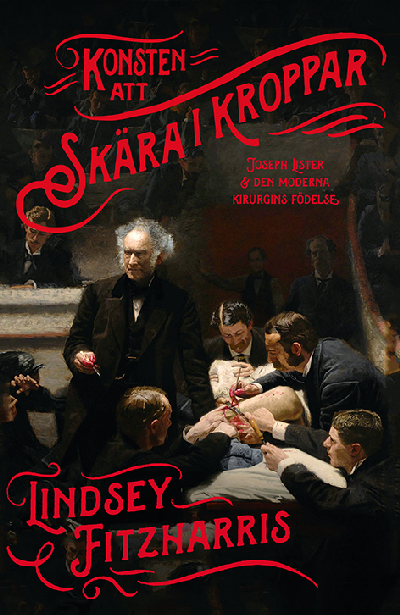 KONSTEN
ATT
SKÄRA I KROPPAR
JOSEPH LISTER
& DEN MODERNA
KIRURGINS FÖDELSE
LINDSEY
FITZHARRIS